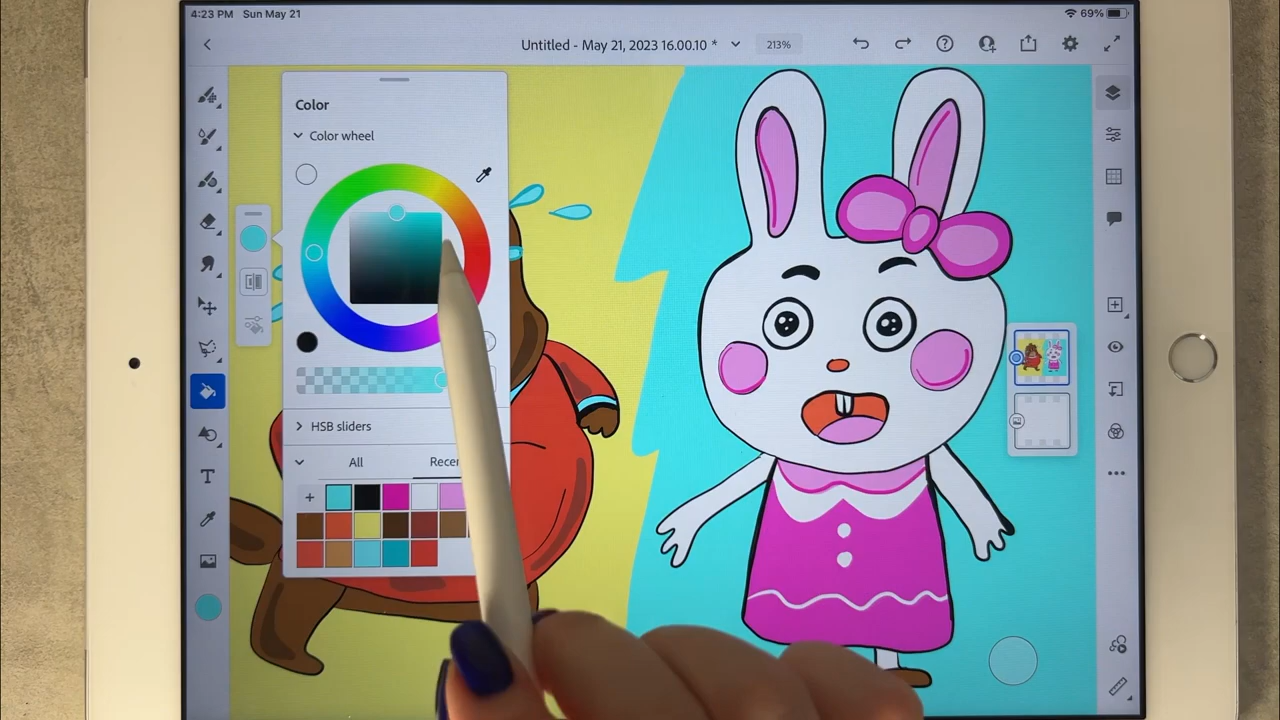 4:23 PM Sun May 21
69%
Untitled - May 21, 2023 16.00.10 *
213%
Color
Color wheel
HSB sliders
All
T